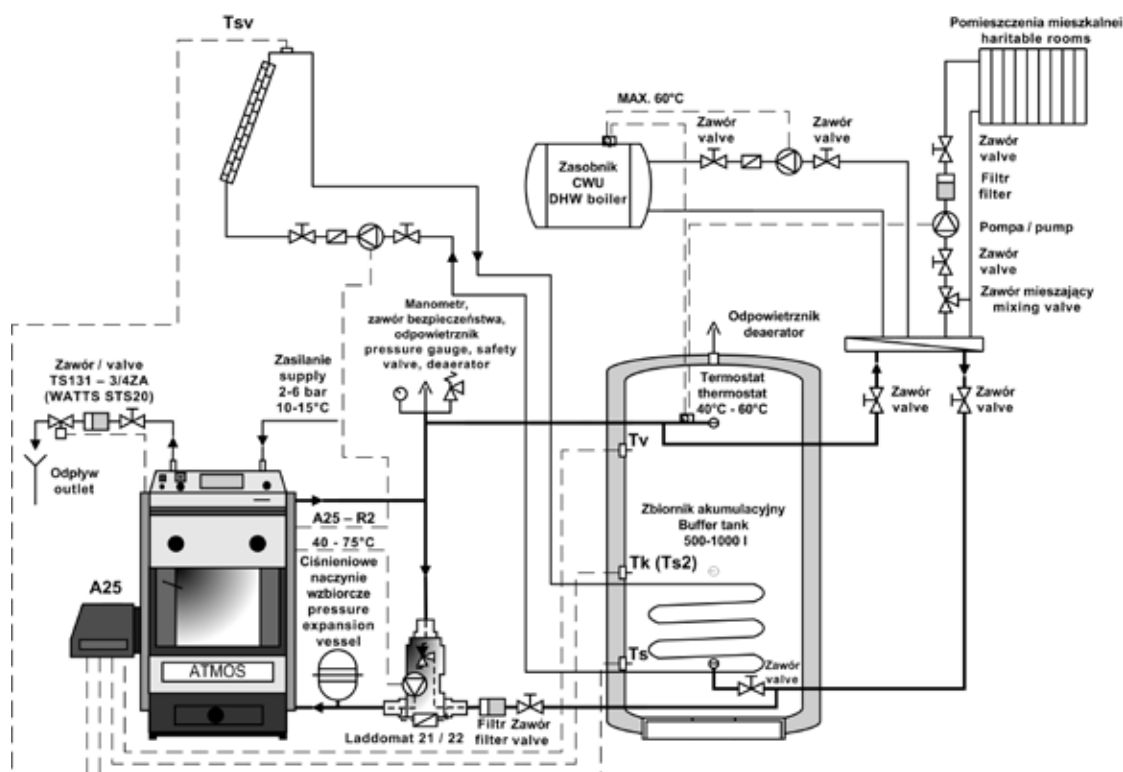 Tsv
Pomieszczenia mieszkalnei
haritable rooms
MAX. 60°C
Zawór
valve
Zawór
valve
Zasobnik
CWU
DHW boiler
Zawór
valve
Filtr
filter
Pompa / pump
Zawór
valve
Zawór mieszający
mixing valve
Manometr,
zawór bezpieczeństwa,
odpowietrznik
pressure gauge, safety
valve, deaerator
Odpowietrznik
deaerator
Zawór / valve
TS131 – 3/4ZA
(WATTS STS20)
Zasilanie
supply
2-6 bar
10-15°C
Termostat
thermostat
40°C - 60°C
Zawór
valve
Zawór
valve
Odpływ
outlet
Tv
A25 – R2
40 - 75°C
Zbiornik akumulacyjny
Buffer tank
500-1000 l
Tk (Ts2)
Ciśnieniowe
naczynie
wzbiorcze
pressure
expansion
vessel
A25
ATMOS
Ts
Zawór
valve
Filtr Zawór
filter valve
Laddomat 21 / 22